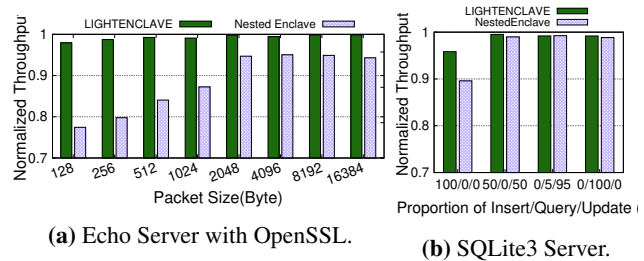 LIGHTENCLAVE
Nested Enclave
Normalized Throughput
1
0.9
0.8
0.7
128 256 512 1024 2048 4096 8192 16384
Packet Size(Byte)
(a) Echo Server with OpenSSL.
LIGHTENCLAVE
NestedEnclave
Normalized Throughput
1
0.9
0.8
0.7
100/0/0 50/0/50 0/5/95 0/100/0
Proportion of Insert/Query/Update (
(b) SQLite3 Server.